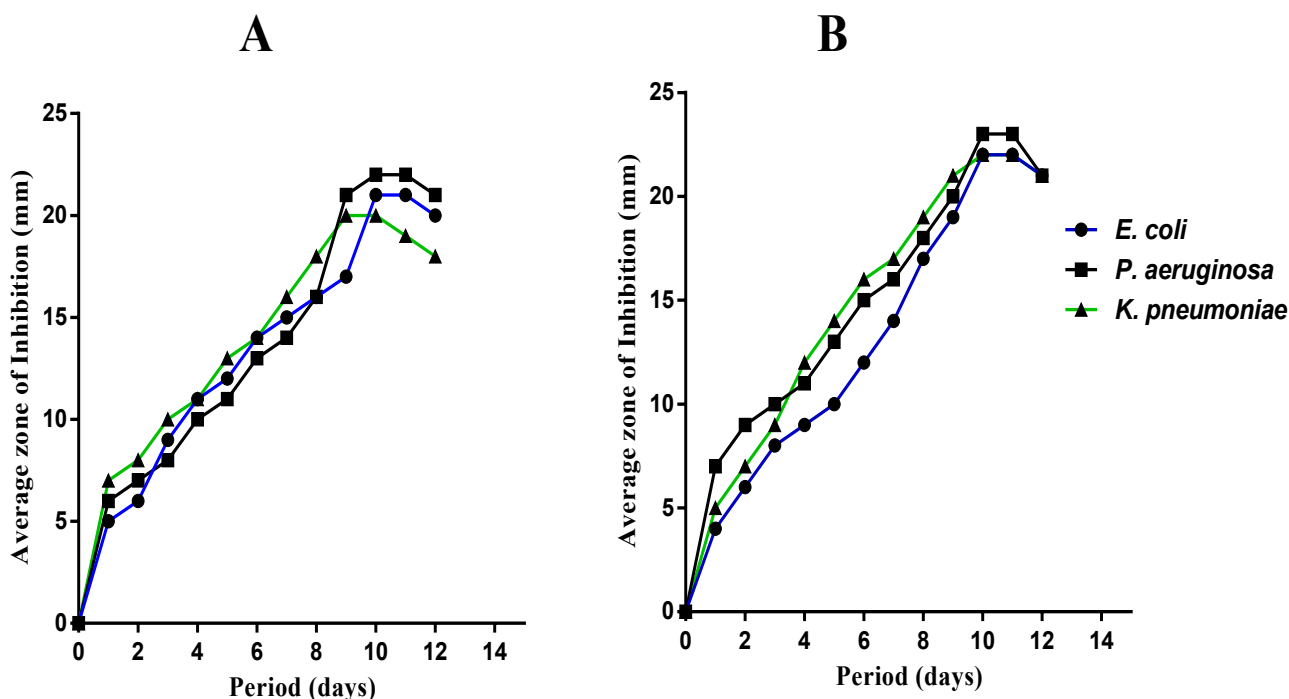 A
B
25
20
15
10
5
0
Average zone of Inhibition (mm)
0 2 4 6 8 10 12 14
Period (days)
25
20
15
10
5
0
Average zone of Inhibition (mm)
0 2 4 6 8 10 12 14
Period (days)
E. coli
P. aeruginosa
K. pneumoniae